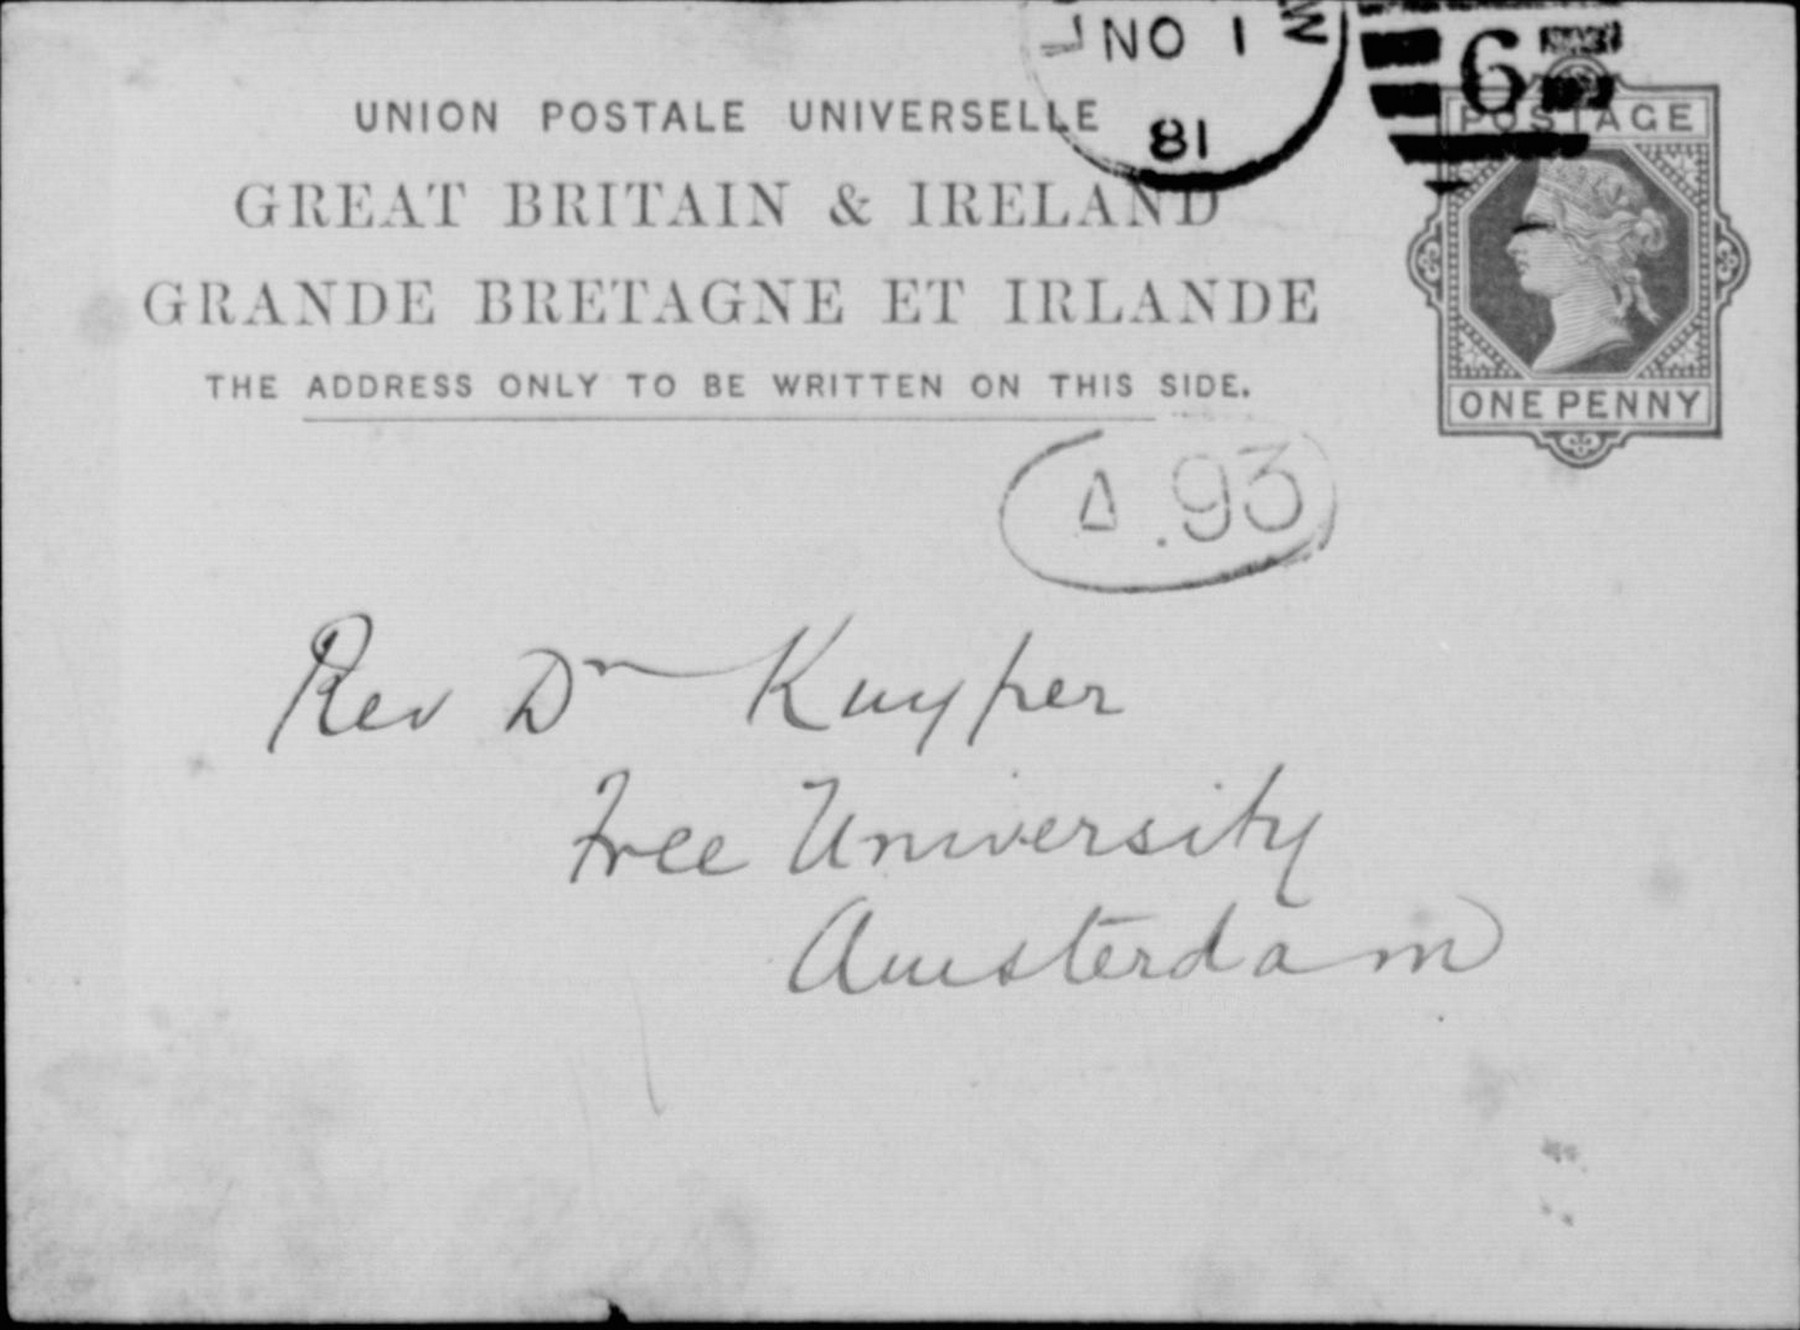 NO 1
81
6
UNION POSTALE UNIVERSELLE
GREAT BRITAIN & IRELAND
GRANDE BRETAGNE ET IRLANDE
THE ADDRESS ONLY TO BE WRITTEN ON THIS SIDE.
POSTAGE
ONE PENNY
Δ.93
Rev Dr Kuyper
Free University
Amsterdam